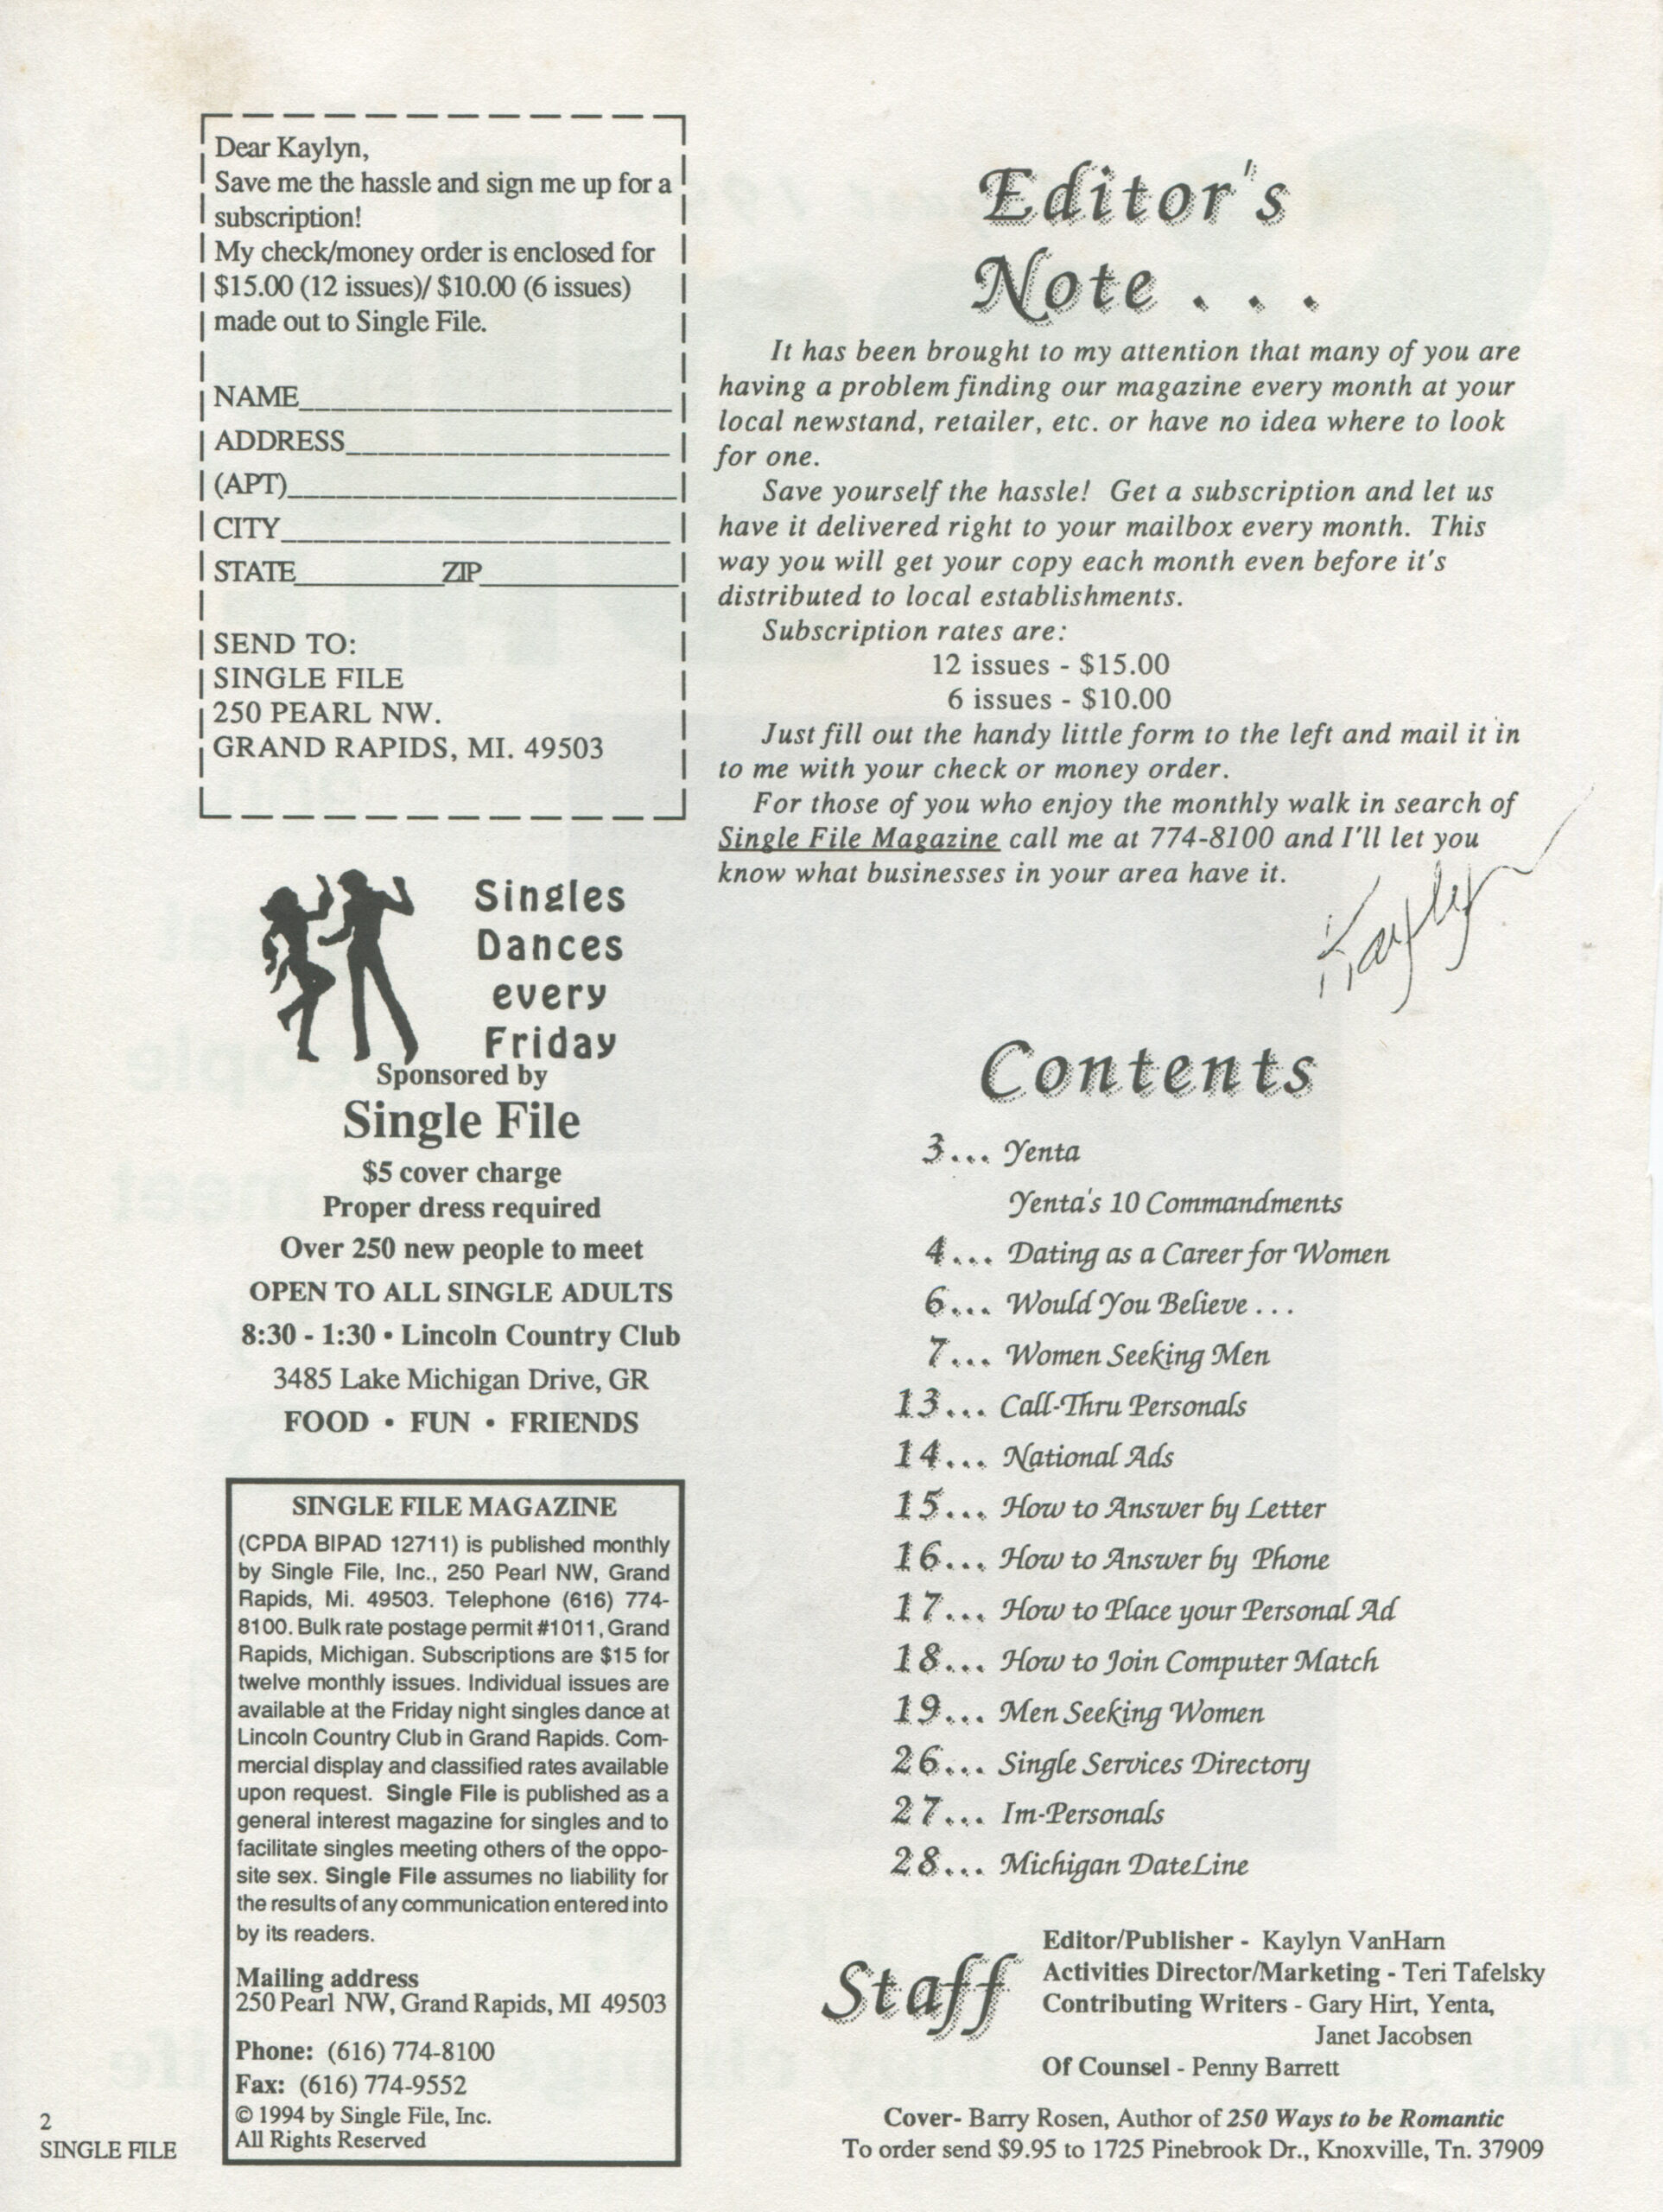 Dear Kaylyn,
Save me the hassle and sign me up for a
subscription!
My check/money order is enclosed for
$15.00 (12 issues)/ $10.00 (6 issues)
made out to Single File.
NAME
ADDRESS
(APT)
CITY
STATE ZIP
SEND TO:
SINGLE FILE
250 PEARL NW.
GRAND RAPIDS, MI. 49503
Singles
Dances
every
Friday
Sponsored by
Single File
$5 cover charge
Proper dress required
Over 250 new people to meet
OPEN TO ALL SINGLE ADULTS
8:30 - 1:30 • Lincoln Country Club
3485 Lake Michigan Drive, GR
FOOD • FUN • FRIENDS
SINGLE FILE MAGAZINE
(CPDA BIPAD 12711) is published monthly
by Single File, Inc., 250 Pearl NW, Grand
Rapids, Mi. 49503. Telephone (616) 774-
8100. Bulk rate postage permit #1011, Grand
Rapids, Michigan. Subscriptions are $15 for
twelve monthly issues. Individual issues are
available at the Friday night singles dance at
Lincoln Country Club in Grand Rapids. Com-
mercial display and classified rates available
upon request. Single File is published as a
general interest magazine for singles and to
facilitate singles meeting others of the oppo-
site sex. Single File assumes no liability for
the results of any communication entered into
by its readers.
Mailing address
250 Pearl NW, Grand Rapids, MI 49503
Phone: (616) 774-8100
Fax: (616) 774-9552
© 1994 by Single File, Inc.
All Rights Reserved
2
SINGLE FILE
Editor's
Note . . .
It has been brought to my attention that many of you are
having a problem finding our magazine every month at your
local newstand, retailer, etc. or have no idea where to look
for one.
Save yourself the hassle! Get a subscription and let us
have it delivered right to your mailbox every month. This
way you will get your copy each month even before it's
distributed to local establishments.
Subscription rates are:
12 issues - $15.00
6 issues - $10.00
Just fill out the handy little form to the left and mail it in
to me with your check or money order.
For those of you who enjoy the monthly walk in search of
Single File Magazine call me at 774-8100 and I'll let you
know what businesses in your area have it.
Kaylyn
Contents
3... Yenta
Yenta's 10 Commandments
4... Dating as a Career for Women
6... Would You Believe . . .
7... Women Seeking Men
13... Call-Thru Personals
14... National Ads
15... How to Answer by Letter
16... How to Answer by Phone
17... How to Place your Personal Ad
18... How to Join Computer Match
19... Men Seeking Women
26... Single Services Directory
27... Im-Personals
28... Michigan DateLine
Staff
Editor/Publisher - Kaylyn VanHarn
Activities Director/Marketing - Teri Tafelsky
Contributing Writers - Gary Hirt, Yenta,
Janet Jacobsen
Of Counsel - Penny Barrett
Cover- Barry Rosen, Author of 250 Ways to be Romantic
To order send $9.95 to 1725 Pinebrook Dr., Knoxville, Tn. 37909